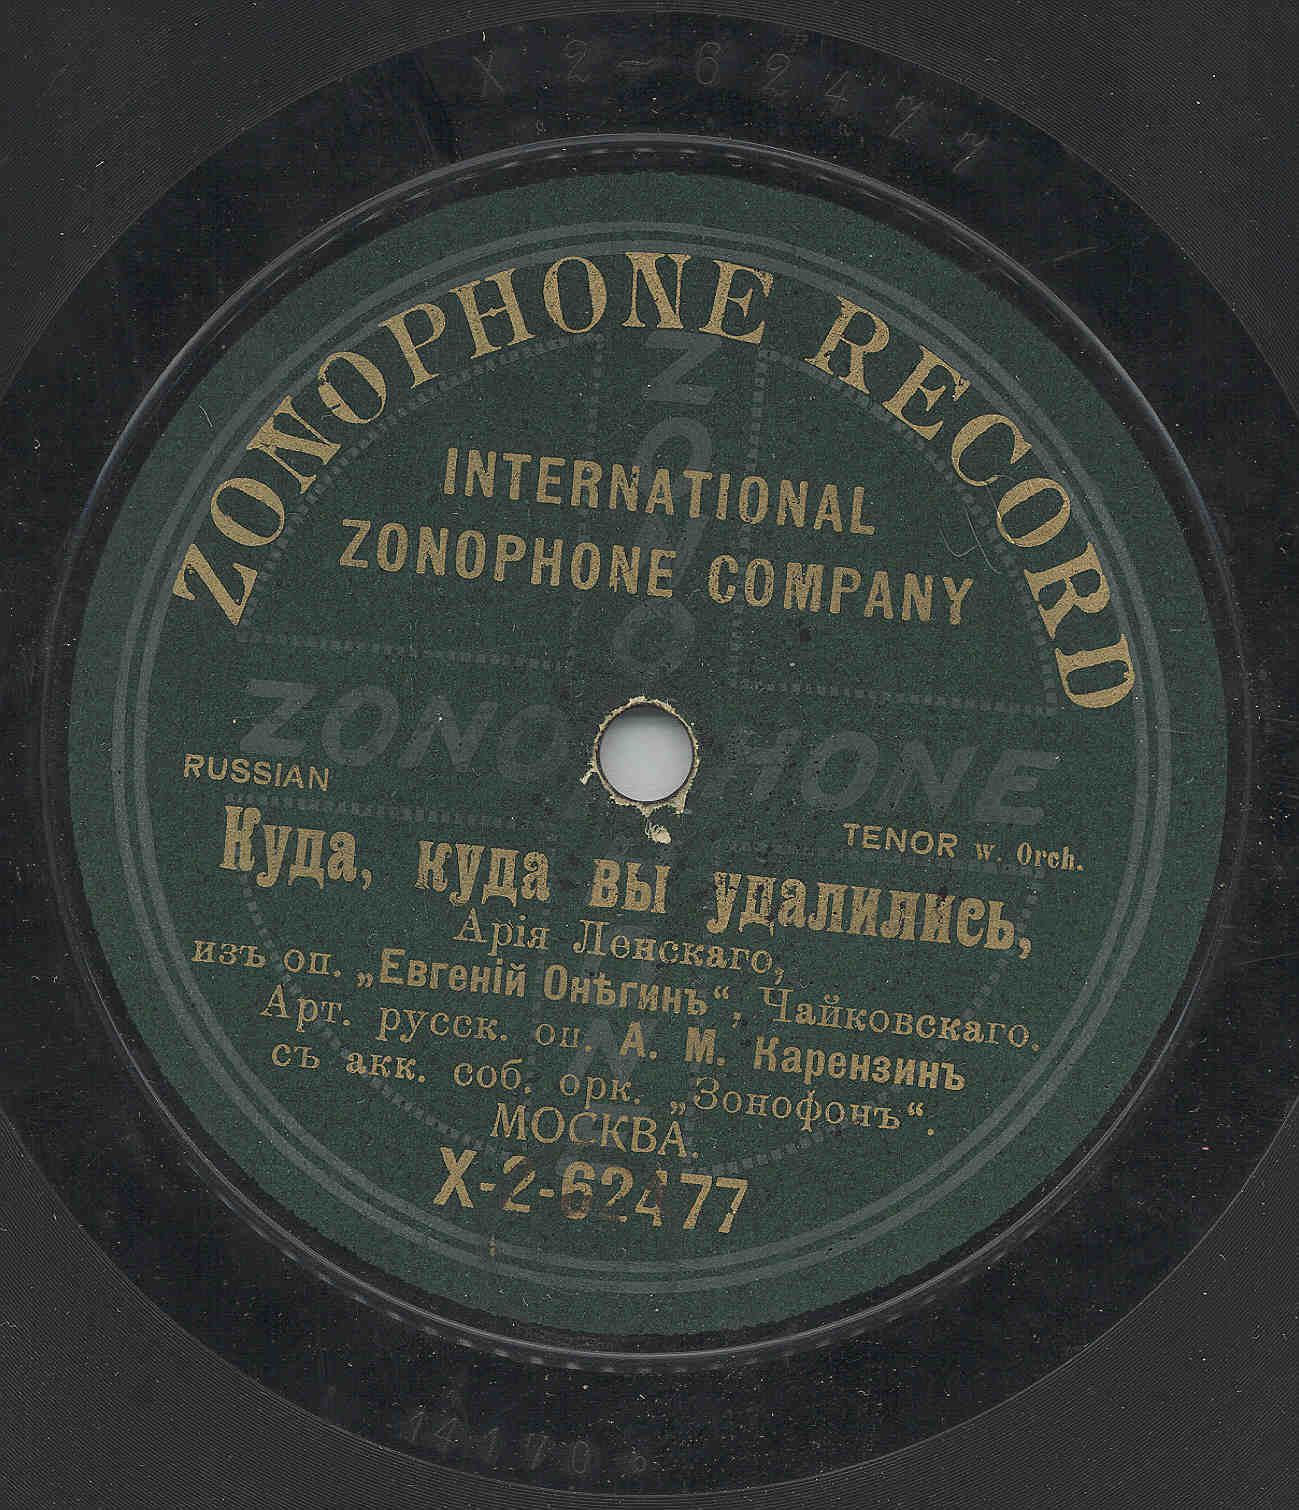 X 2-62477
ZONOPHONE RECORD
INTERNATIONAL
ZONOPHONE COMPANY
ZONOPHONE
RUSSIAN
TENOR w. Orch.
Куда, куда вы удалились,
Арія Ленскаго,
изъ оп. „Евгеній Онѣгинъ“, Чайковскаго.
Арт. русск. оп. А. М. Карензинъ
съ акк. соб. орк. „Зонофонъ“.
МОСКВА.
X-2-62477